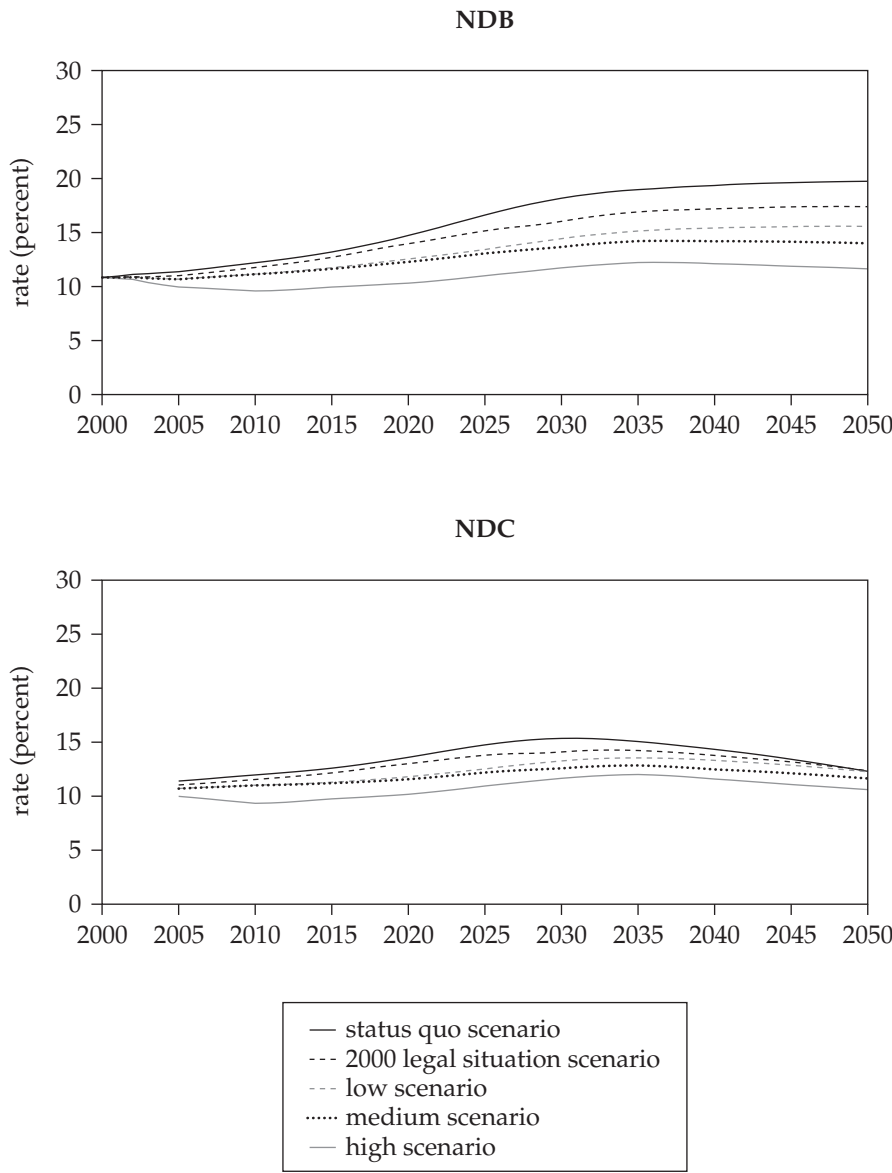 NDB
30
25
20
15
10
5
0
rate (percent)
2000 2005 2010 2015 2020 2025 2030 2035 2040 2045 2050
NDC
30
25
20
15
10
5
0
rate (percent)
2000 2005 2010 2015 2020 2025 2030 2035 2040 2045 2050
status quo scenario
2000 legal situation scenario
low scenario
medium scenario
high scenario